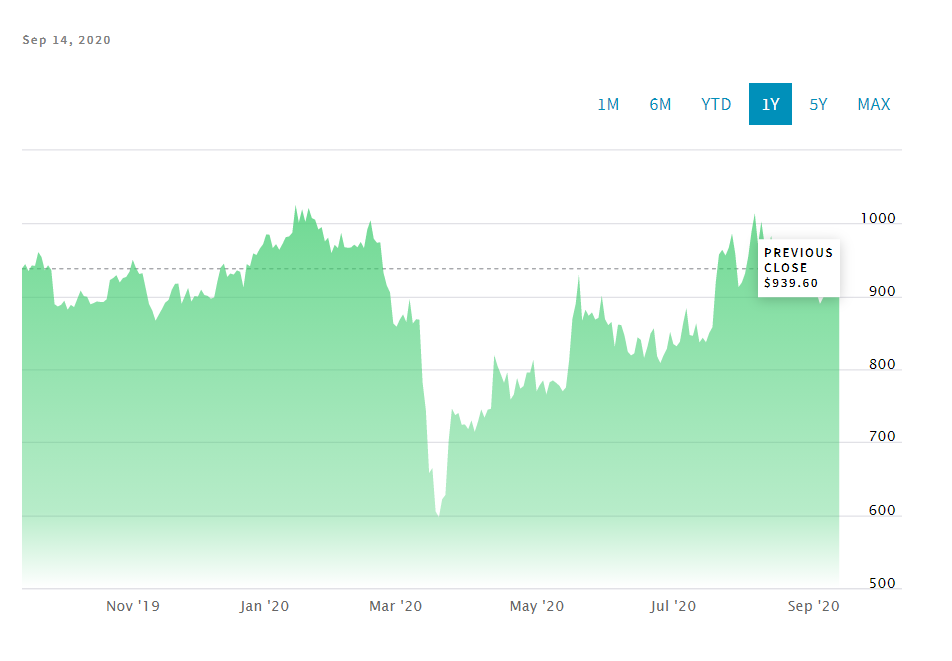 Sep 14, 2020
1M 6M YTD 1Y 5Y MAX
1000
PREVIOUS
CLOSE
$939.60
900
800
700
600
500
Nov '19 Jan '20 Mar '20 May '20 Jul '20 Sep '20